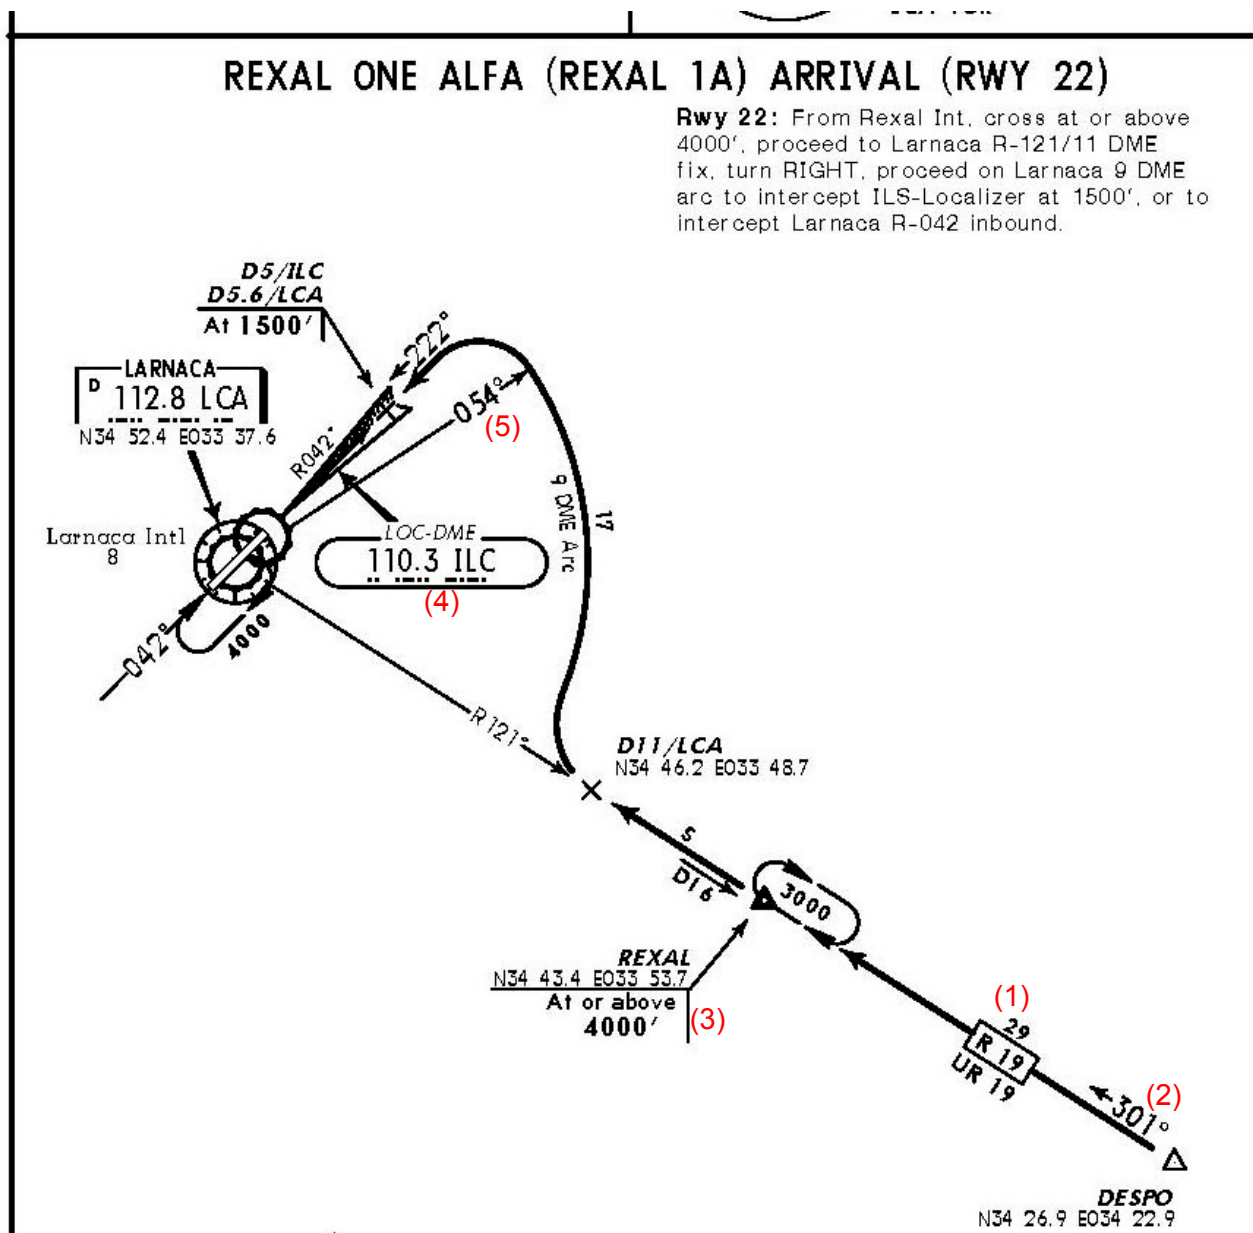 REXAL ONE ALFA (REXAL 1A) ARRIVAL (RWY 22)
Rwy 22: From Rexal Int, cross at or above
4000', proceed to Larnaca R-121/11 DME
fix, turn RIGHT, proceed on Larnaca 9 DME
arc to intercept ILS-Localizer at 1500', or to
intercept Larnaca R-042 inbound.
D5/ILC
D5.6/LCA
At 1500'
222°
LARNACA
D 112.8 LCA
N34 52.4 E033 37.6
054°
(5)
R042°
9 DME Arc
17
Larnaca Intl
8
LOC-DME
110.3 ILC
(4)
042°
4000
R121°
D11/LCA
N34 46.2 E033 48.7
5
D16
3000
REXAL
N34 43.4 E033 53.7
At or above
4000'
(3)
(1)
29
R 19
UR 19
(2)
301°
DESPO
N34 26.9 E034 22.9